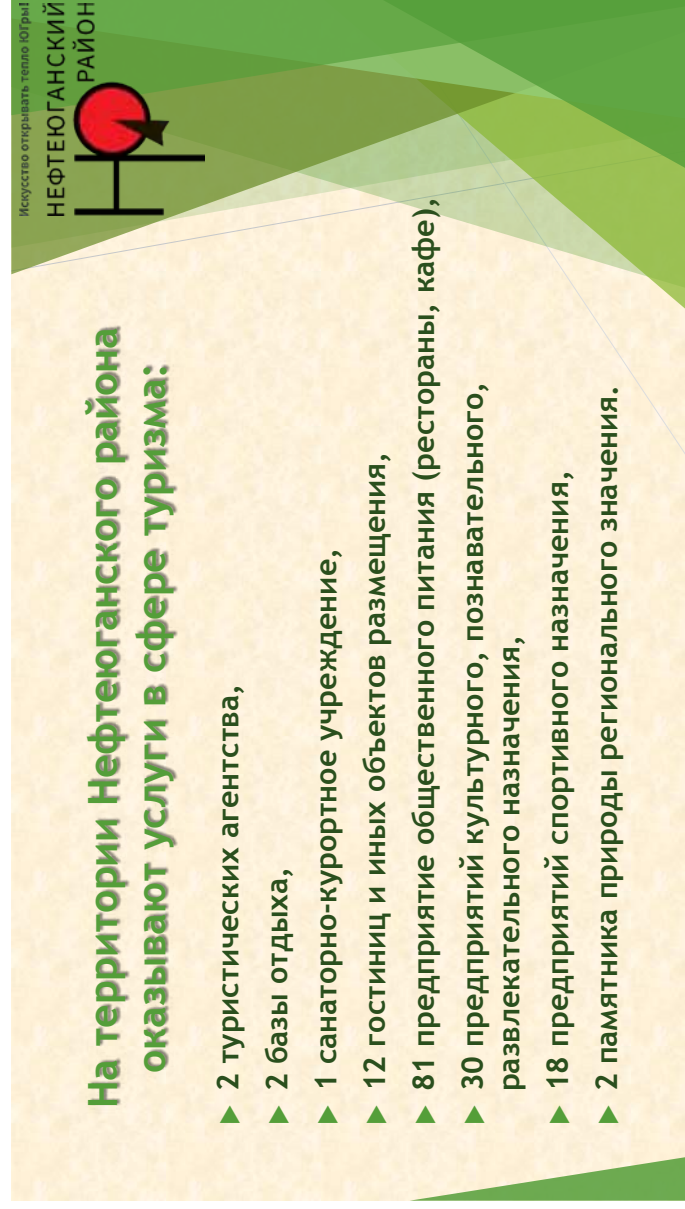 Искусство открывать тепло Югры!
НЕФТЕЮГАНСКИЙ
РАЙОН
На территории Нефтеюганского района
оказывают услуги в сфере туризма:
2 туристических агентства,
2 базы отдыха,
1 санаторно-курортное учреждение,
12 гостиниц и иных объектов размещения,
81 предприятие общественного питания (рестораны, кафе),
30 предприятий культурного, познавательного,
развлекательного назначения,
18 предприятий спортивного назначения,
2 памятника природы регионального значения.